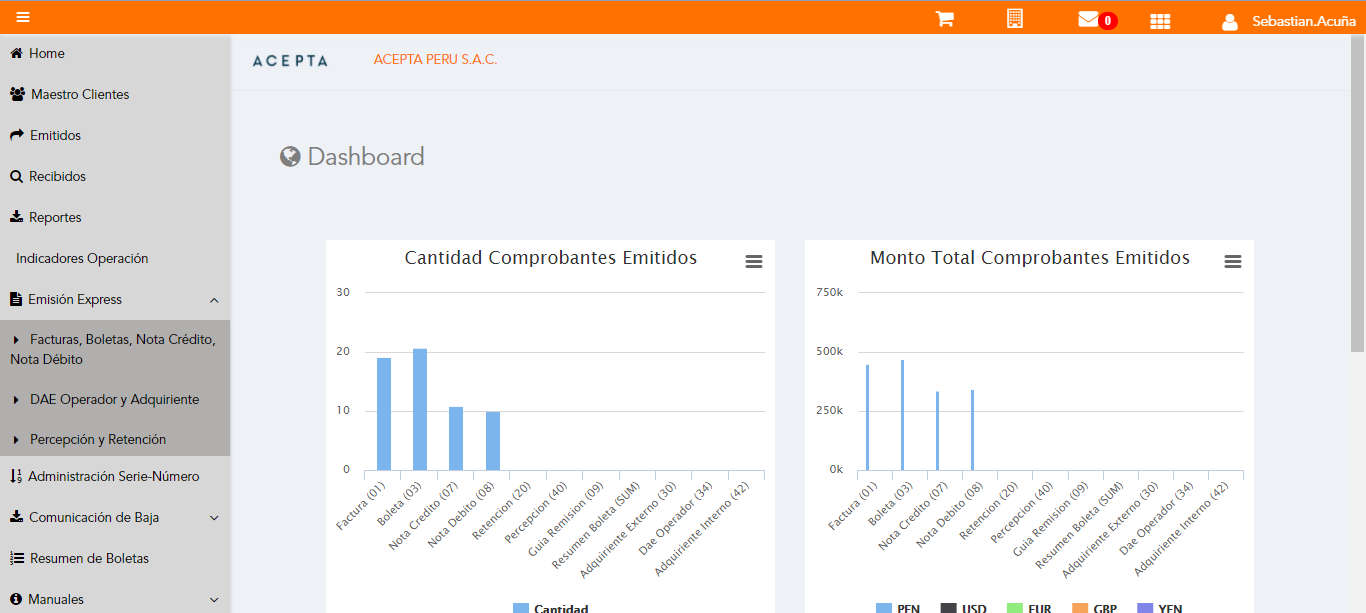 0
Sebastian.Acuña
Home
Maestro Clientes
Emitidos
Recibidos
Reportes
Indicadores Operación
Emisión Express
Facturas, Boletas, Nota Crédito,
Nota Débito
DAE Operador y Adquiriente
Percepción y Retención
Administración Serie-Número
Comunicación de Baja
Resumen de Boletas
Manuales
ACEPTA
ACEPTA PERU S.A.C.
Dashboard
Cantidad Comprobantes Emitidos
30
20
10
0
Factura (01)
Boleta (03)
Nota Credito (07)
Nota Debito (08)
Retencion (20)
Percepcion (40)
Guia Remision (09)
Resumen Boleta (SUM)
Adquiriente Externo (30)
Dae Operador (34)
Adquiriente Interno (42)
Cantidad
Monto Total Comprobantes Emitidos
750k
500k
250k
0k
Factura (01)
Boleta (03)
Nota Credito (07)
Nota Debito (08)
Retencion (20)
Percepcion (40)
Guia Remision (09)
Resumen Boleta (SUM)
Adquiriente Externo (30)
Dae Operador (34)
Adquiriente Interno (42)
PEN USD EUR GBP YEN